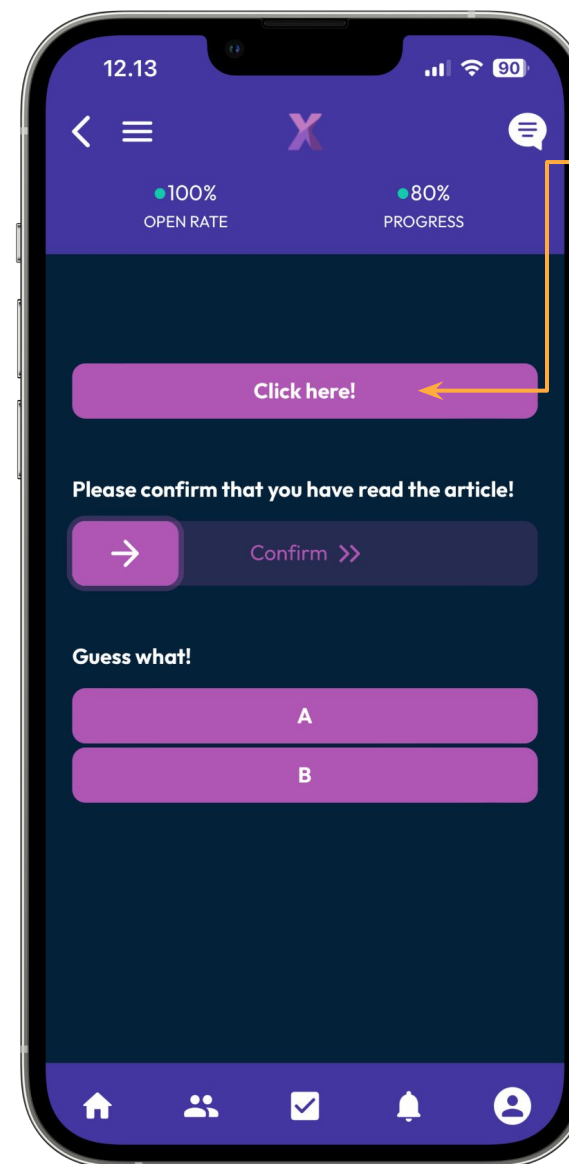 12.13
90
X
100%
80%
OPEN RATE
PROGRESS
Click here!
Please confirm that you have read the article!
Confirm
Guess what!
A
B